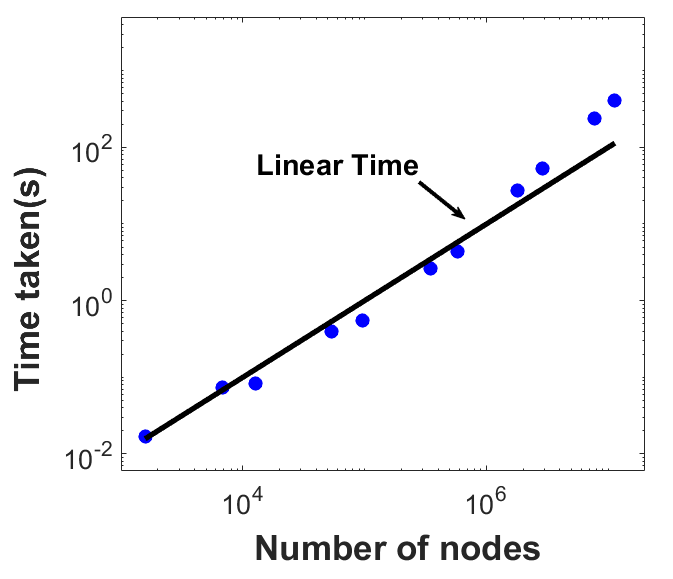 Linear Time
10^2
10^0
10^-2
10^4
10^6
Time taken(s)
Number of nodes